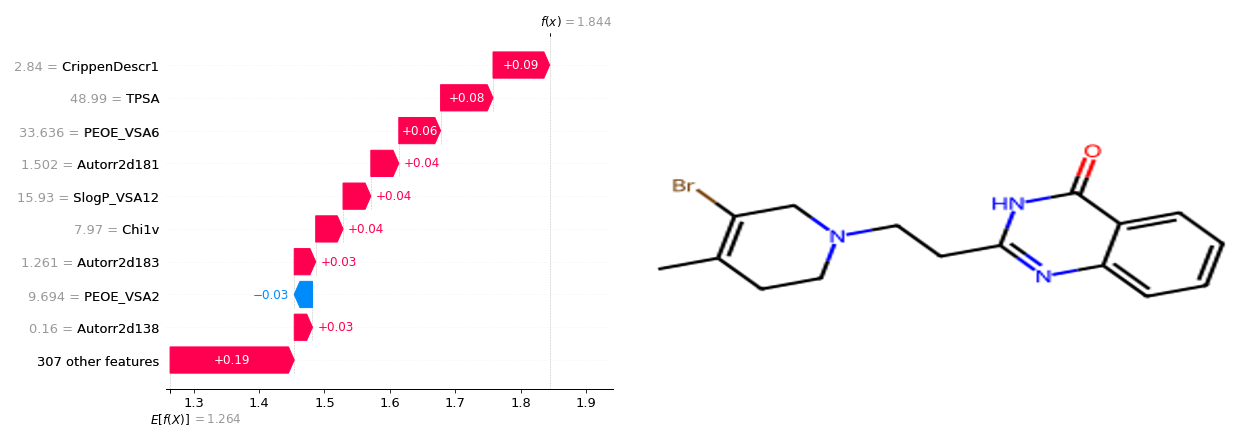 f(x) = 1.844
2.84 = CrippenDescr1
+0.09
48.99 = TPSA
+0.08
33.636 = PEOE_VSA6
+0.06
1.502 = Autorr2d181
+0.04
15.93 = SlogP_VSA12
+0.04
7.97 = Chi1v
+0.04
1.261 = Autorr2d183
+0.03
9.694 = PEOE_VSA2
−0.03
0.16 = Autorr2d138
+0.03
307 other features
+0.19
1.3 1.4 1.5 1.6 1.7 1.8 1.9
E[f(X)] = 1.264
O
Br
HN
N
N